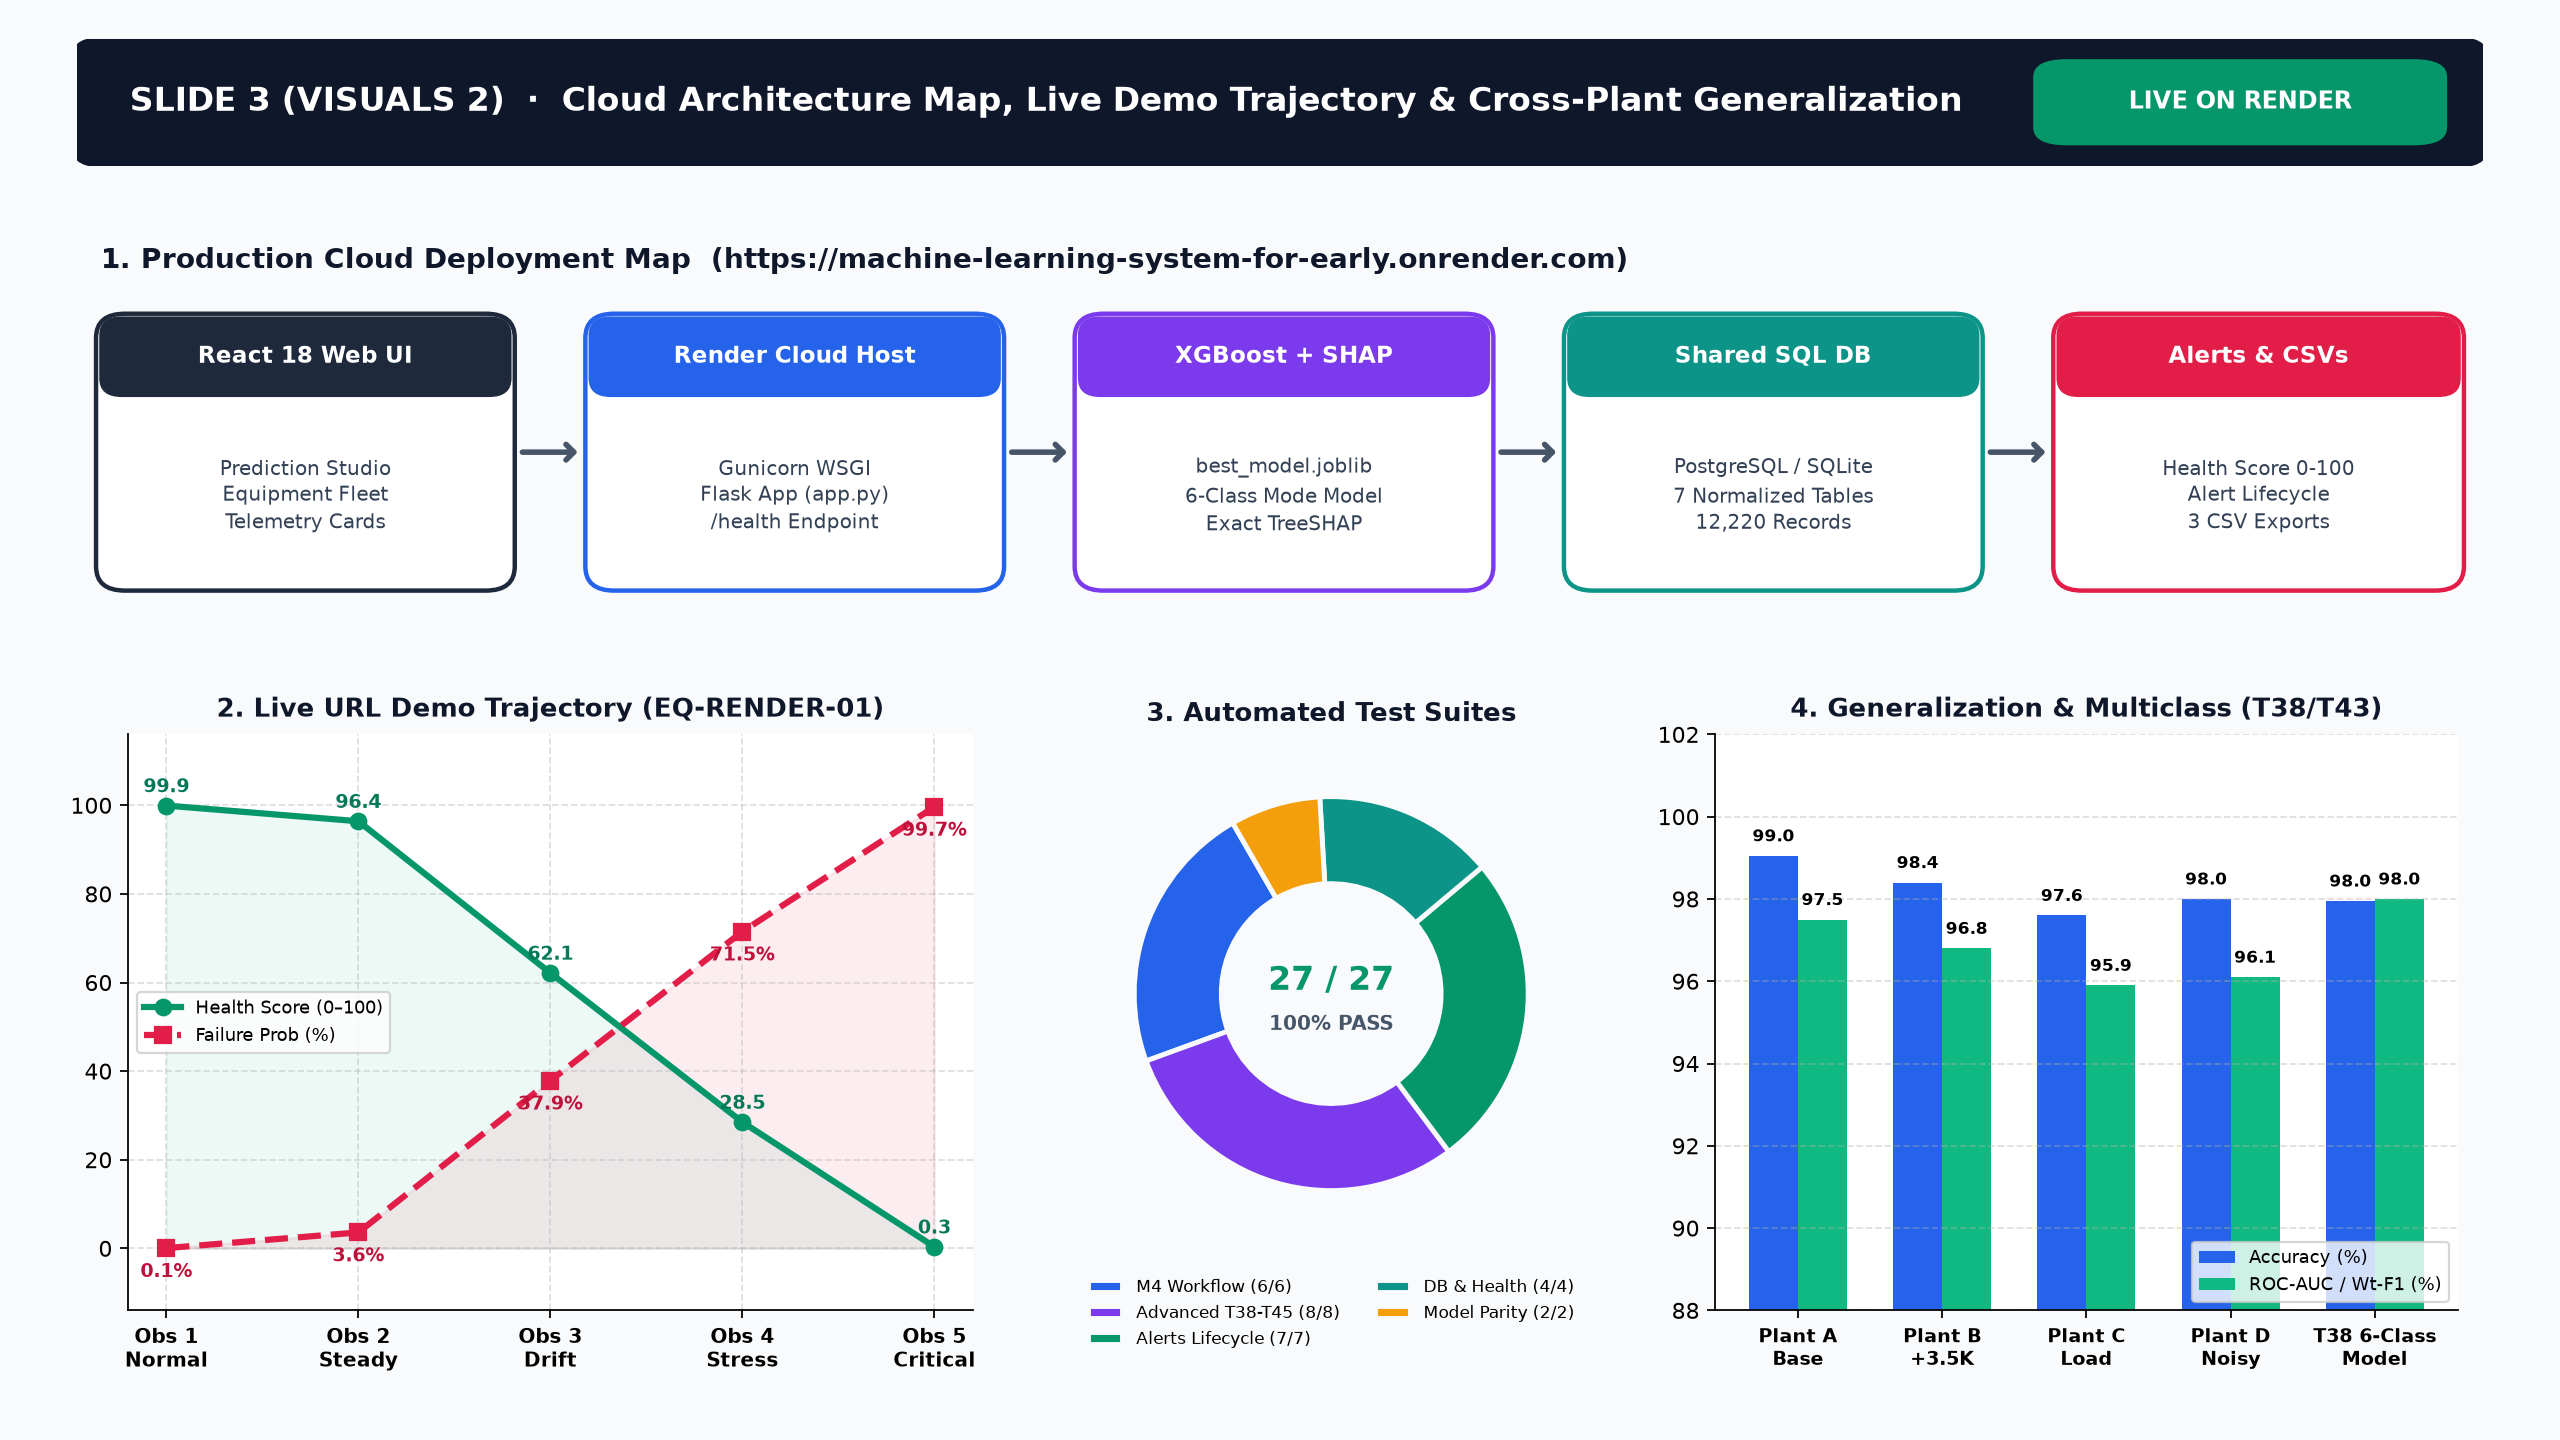 SLIDE 3 (VISUALS 2) · Cloud Architecture Map, Live Demo Trajectory & Cross-Plant Generalization
LIVE ON RENDER
1. Production Cloud Deployment Map (https://machine-learning-system-for-early.onrender.com)
React 18 Web UI
Prediction Studio
Equipment Fleet
Telemetry Cards
Render Cloud Host
Gunicorn WSGI
Flask App (app.py)
/health Endpoint
XGBoost + SHAP
best_model.joblib
6-Class Mode Model
Exact TreeSHAP
Shared SQL DB
PostgreSQL / SQLite
7 Normalized Tables
12,220 Records
Alerts & CSVs
Health Score 0-100
Alert Lifecycle
3 CSV Exports
2. Live URL Demo Trajectory (EQ-RENDER-01)
100
80
60
40
20
0
99.9
96.4
62.1
28.5
0.3
0.1%
3.6%
37.9%
71.5%
99.7%
Health Score (0–100)
Failure Prob (%)
Obs 1
Normal
Obs 2
Steady
Obs 3
Drift
Obs 4
Stress
Obs 5
Critical
3. Automated Test Suites
27 / 27
100% PASS
M4 Workflow (6/6)
Advanced T38-T45 (8/8)
Alerts Lifecycle (7/7)
DB & Health (4/4)
Model Parity (2/2)
4. Generalization & Multiclass (T38/T43)
102
100
98
96
94
92
90
88
99.0
97.5
98.4
96.8
97.6
95.9
98.0
96.1
98.0
98.0
Accuracy (%)
ROC-AUC / Wt-F1 (%)
Plant A
Base
Plant B
+3.5K
Plant C
Load
Plant D
Noisy
T38 6-Class
Model